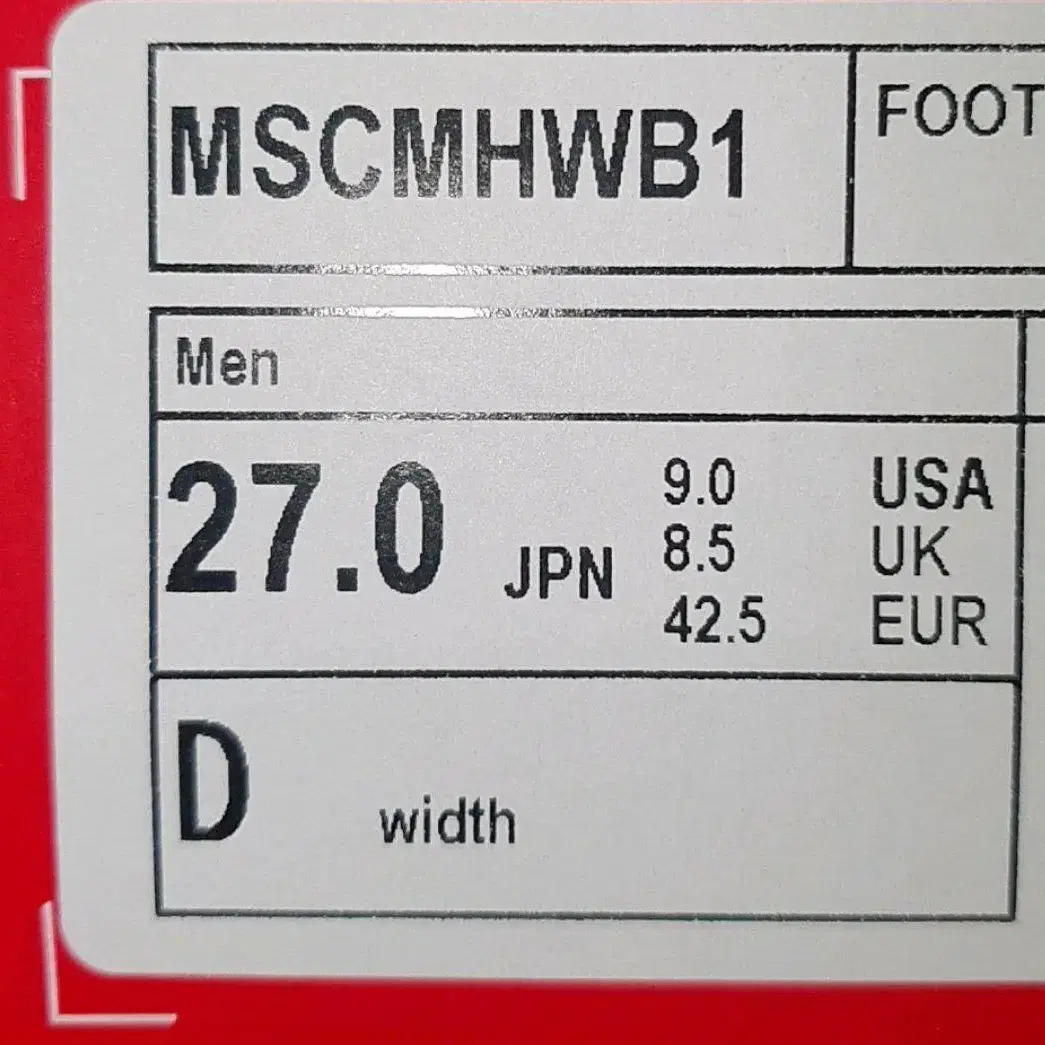 MSCMHWB1
FOOT
Men
27.0 JPN
9.0 USA
8.5 UK
42.5 EUR
D width